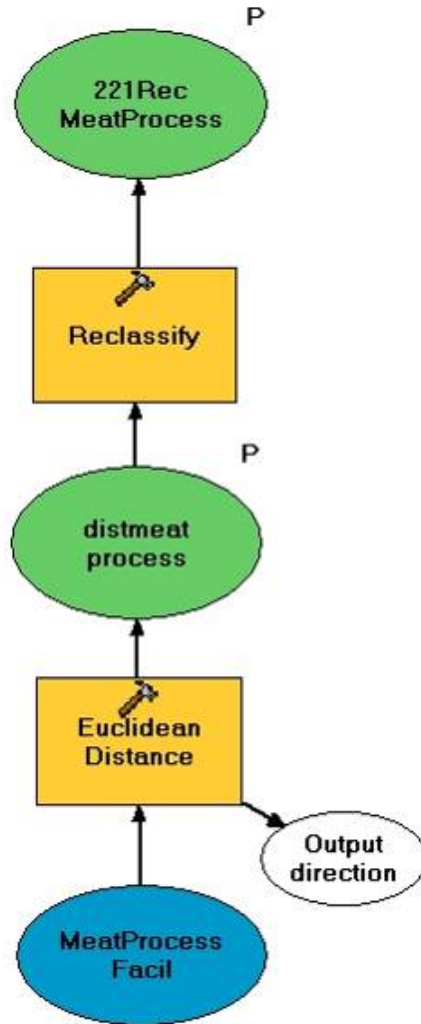 P
221Rec
MeatProcess
Reclassify
P
distmeat
process
Euclidean
Distance
Output
direction
MeatProcess
Facil